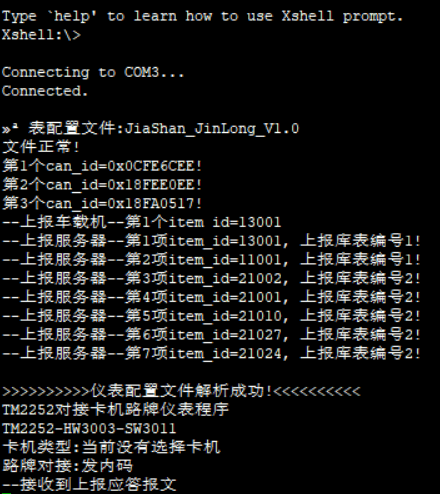 Type `help' to learn how to use Xshell prompt.
Xshell:\>
Connecting to COM3...
Connected.
»ª 表配置文件:JiaShan_JinLong_V1.0
文件正常!
第1个can_id=0x0CFE6CEE!
第2个can_id=0x18FEE0EE!
第3个can_id=0x18FA0517!
--上报车载机--第1个item id=13001
--上报服务器--第1项item_id=13001, 上报库表编号1!
--上报服务器--第2项item_id=11001, 上报库表编号1!
--上报服务器--第3项item_id=21002, 上报库表编号2!
--上报服务器--第4项item_id=21001, 上报库表编号2!
--上报服务器--第5项item_id=21010, 上报库表编号2!
--上报服务器--第6项item_id=21027, 上报库表编号2!
--上报服务器--第7项item_id=21024, 上报库表编号2!
>>>>>>>>>>仪表配置文件解析成功!<<<<<<<<<<
TM2252对接卡机路牌仪表程序
TM2252-HW3003-SW3011
卡机类型:当前没有选择卡机
路牌对接:发内码
--接收到上报应答报文